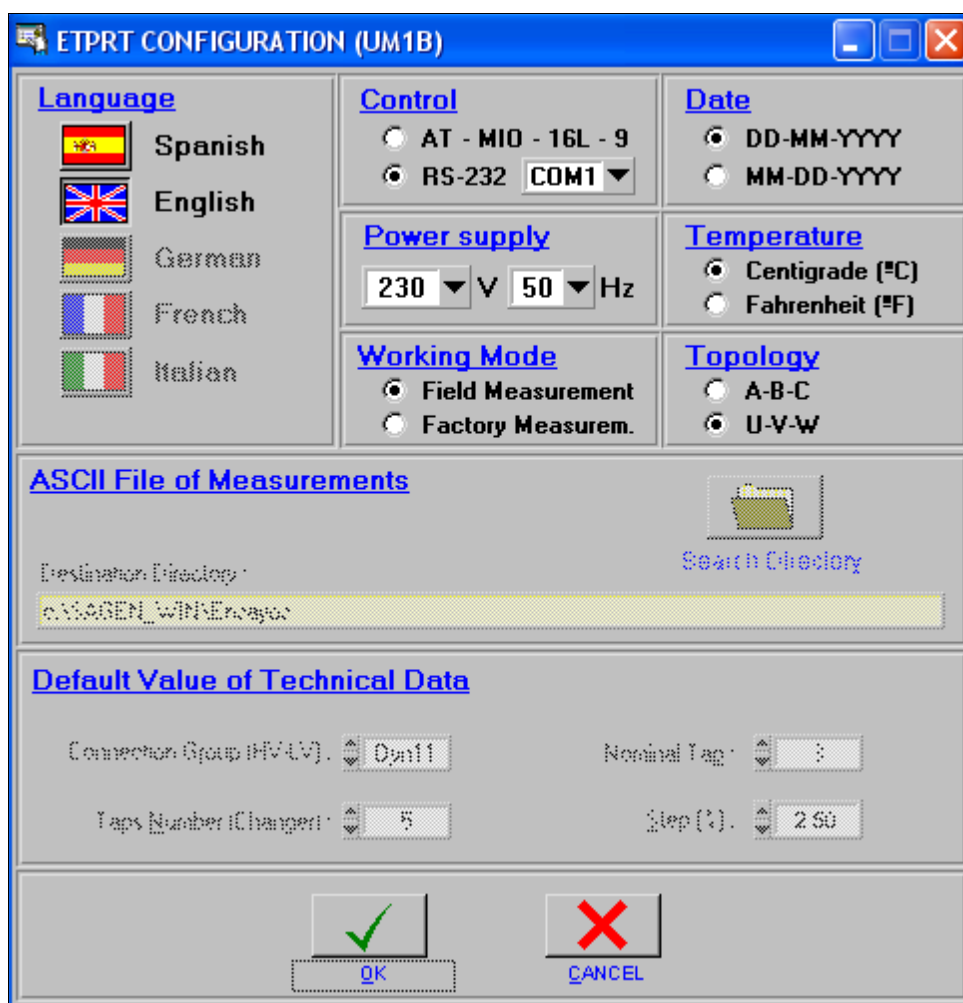 ETPRT CONFIGURATION (UM1B)
Language
Spanish
English
German
French
Italian
Control
AT - MIO - 16L - 9
RS-232 COM1
Date
DD-MM-YYYY
MM-DD-YYYY
Power supply
230 V 50 Hz
Temperature
Centigrade (ºC)
Fahrenheit (ºF)
Working Mode
Field Measurement
Factory Measurem.
Topology
A-B-C
U-V-W
ASCII File of Measurements
Search Directory
Destination Directory :
c:\SAGEN_WIN\Ensayos
Default Value of Technical Data
Connection Group (HV-LV) : Dyn11
Nominal Tag : 3
Taps Number (Changer) : 5
Step (%) : 2.50
OK
CANCEL